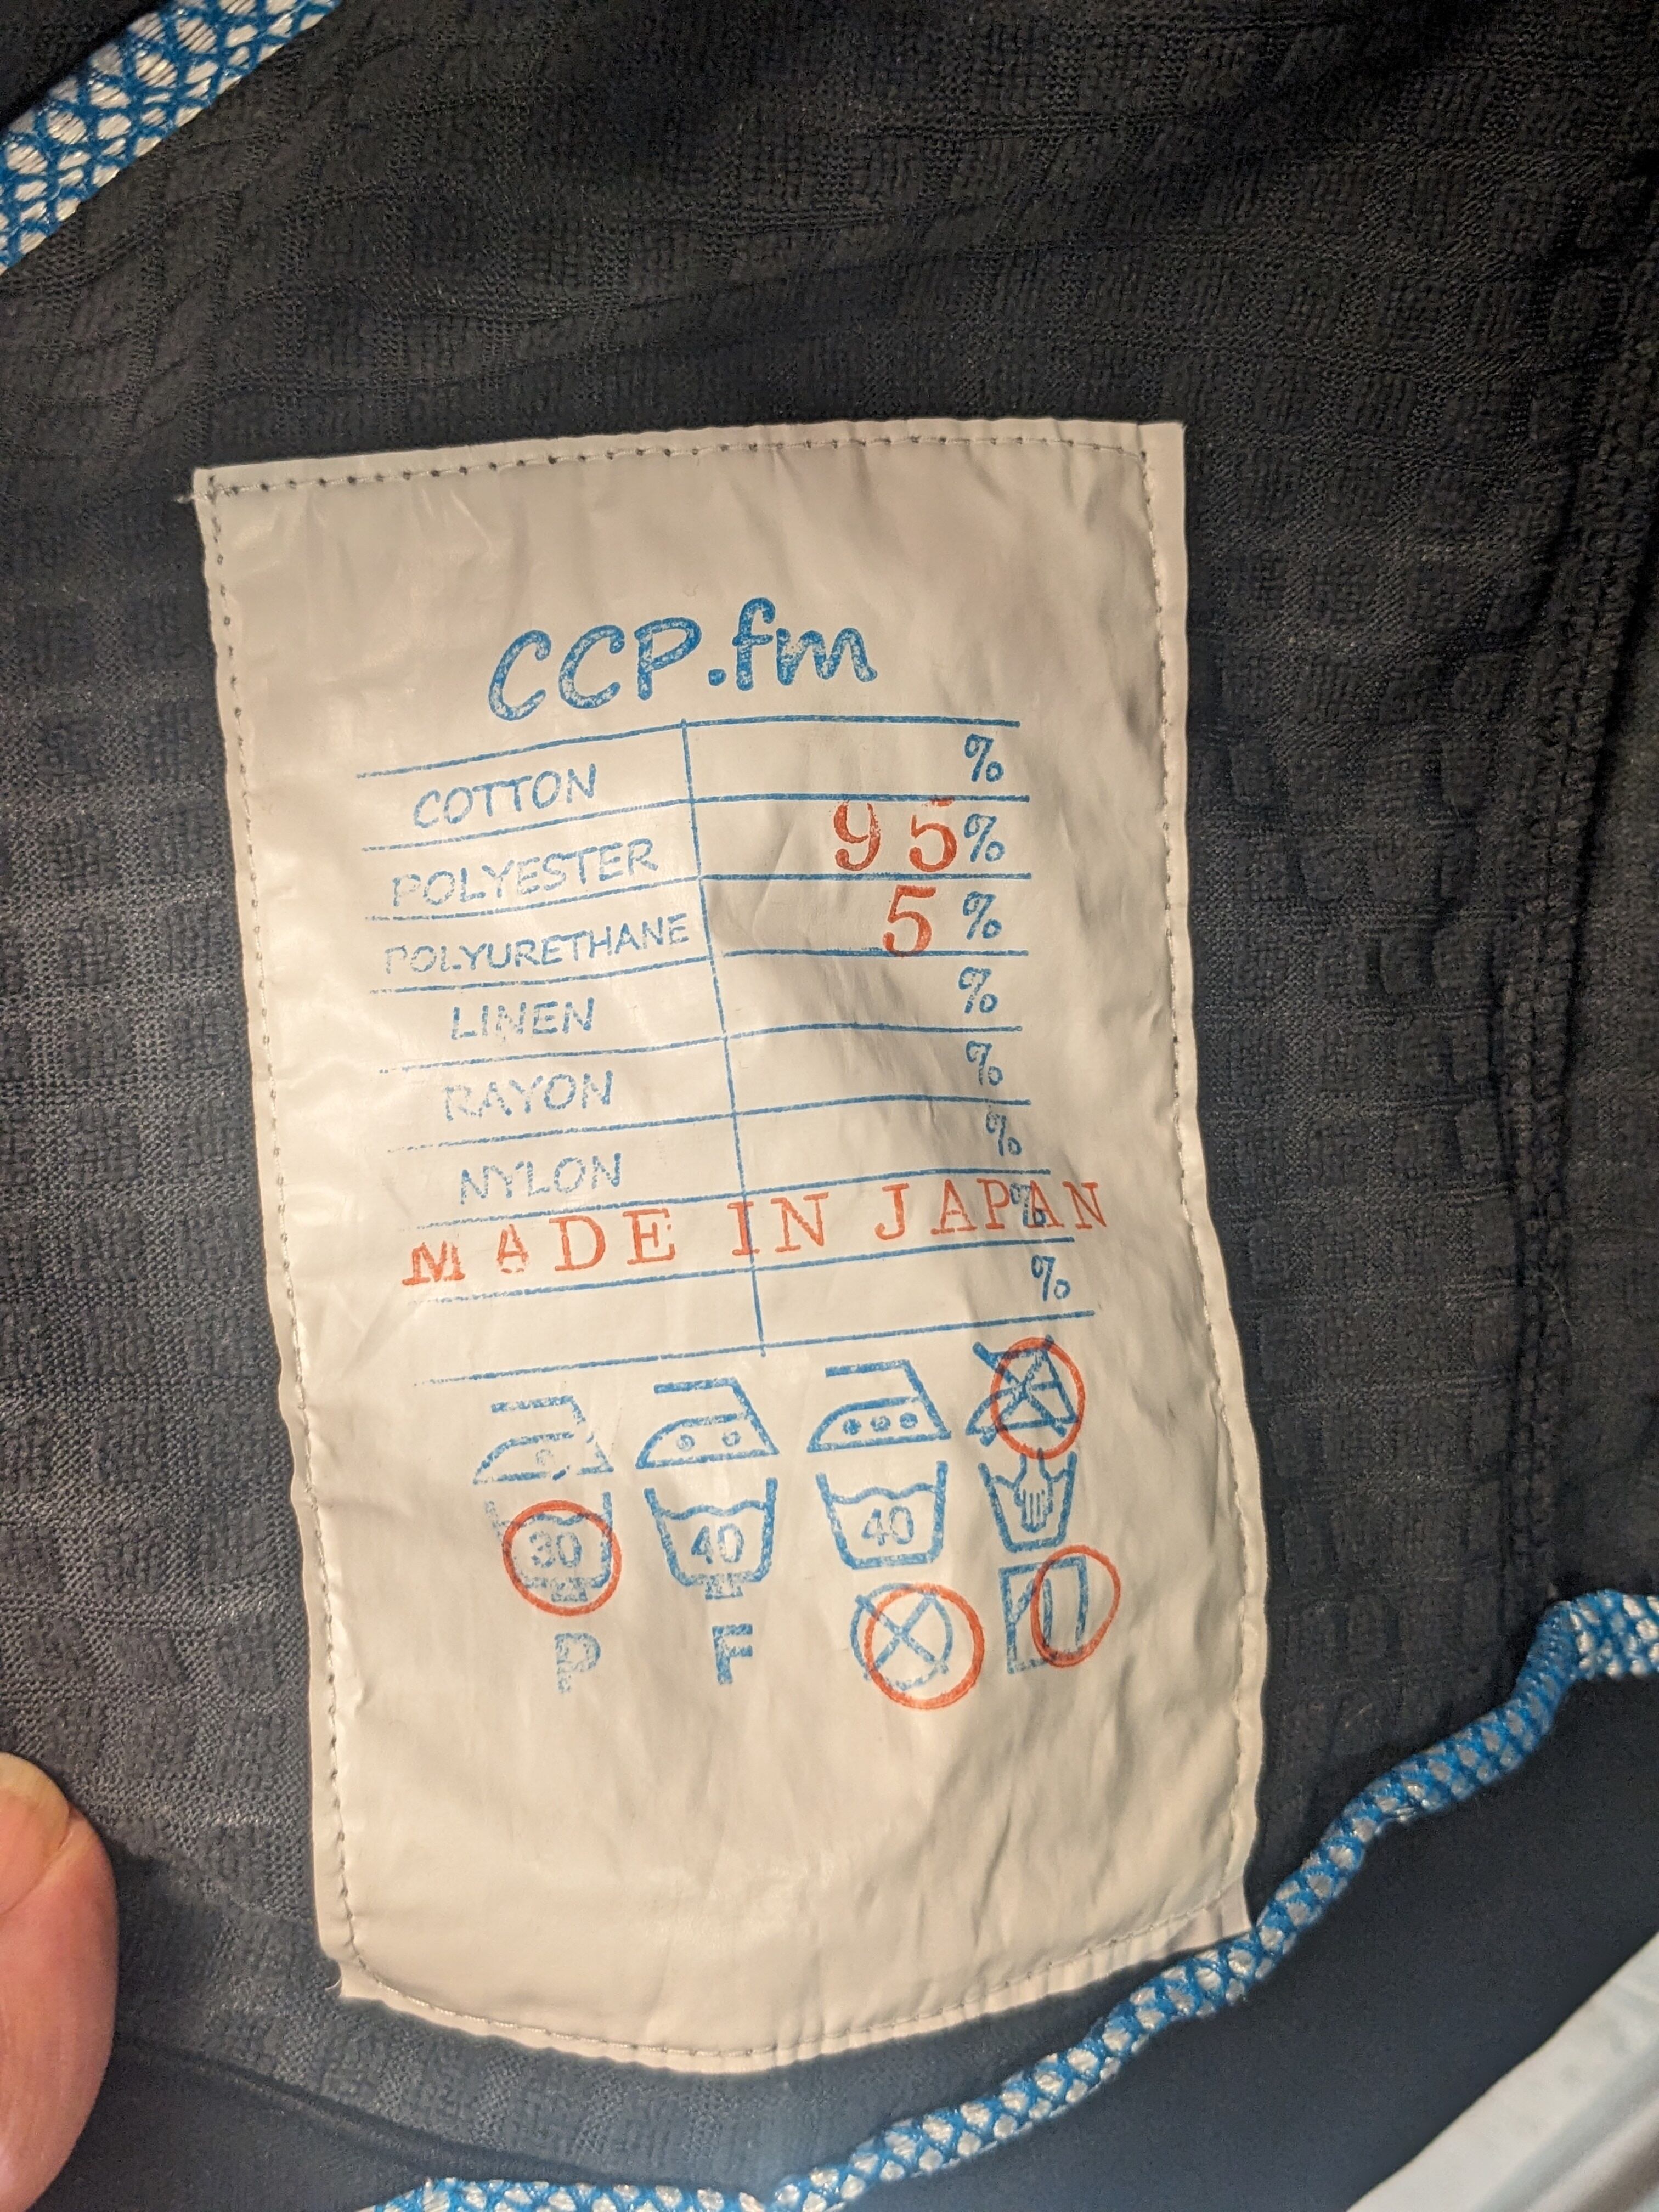 CCP.fm
COTTON %
POLYESTER 95%
POLYURETHANE 5%
LINEN %
RAYON %
NYLON %
MADE IN JAPAN %
%
30 40 40
P F